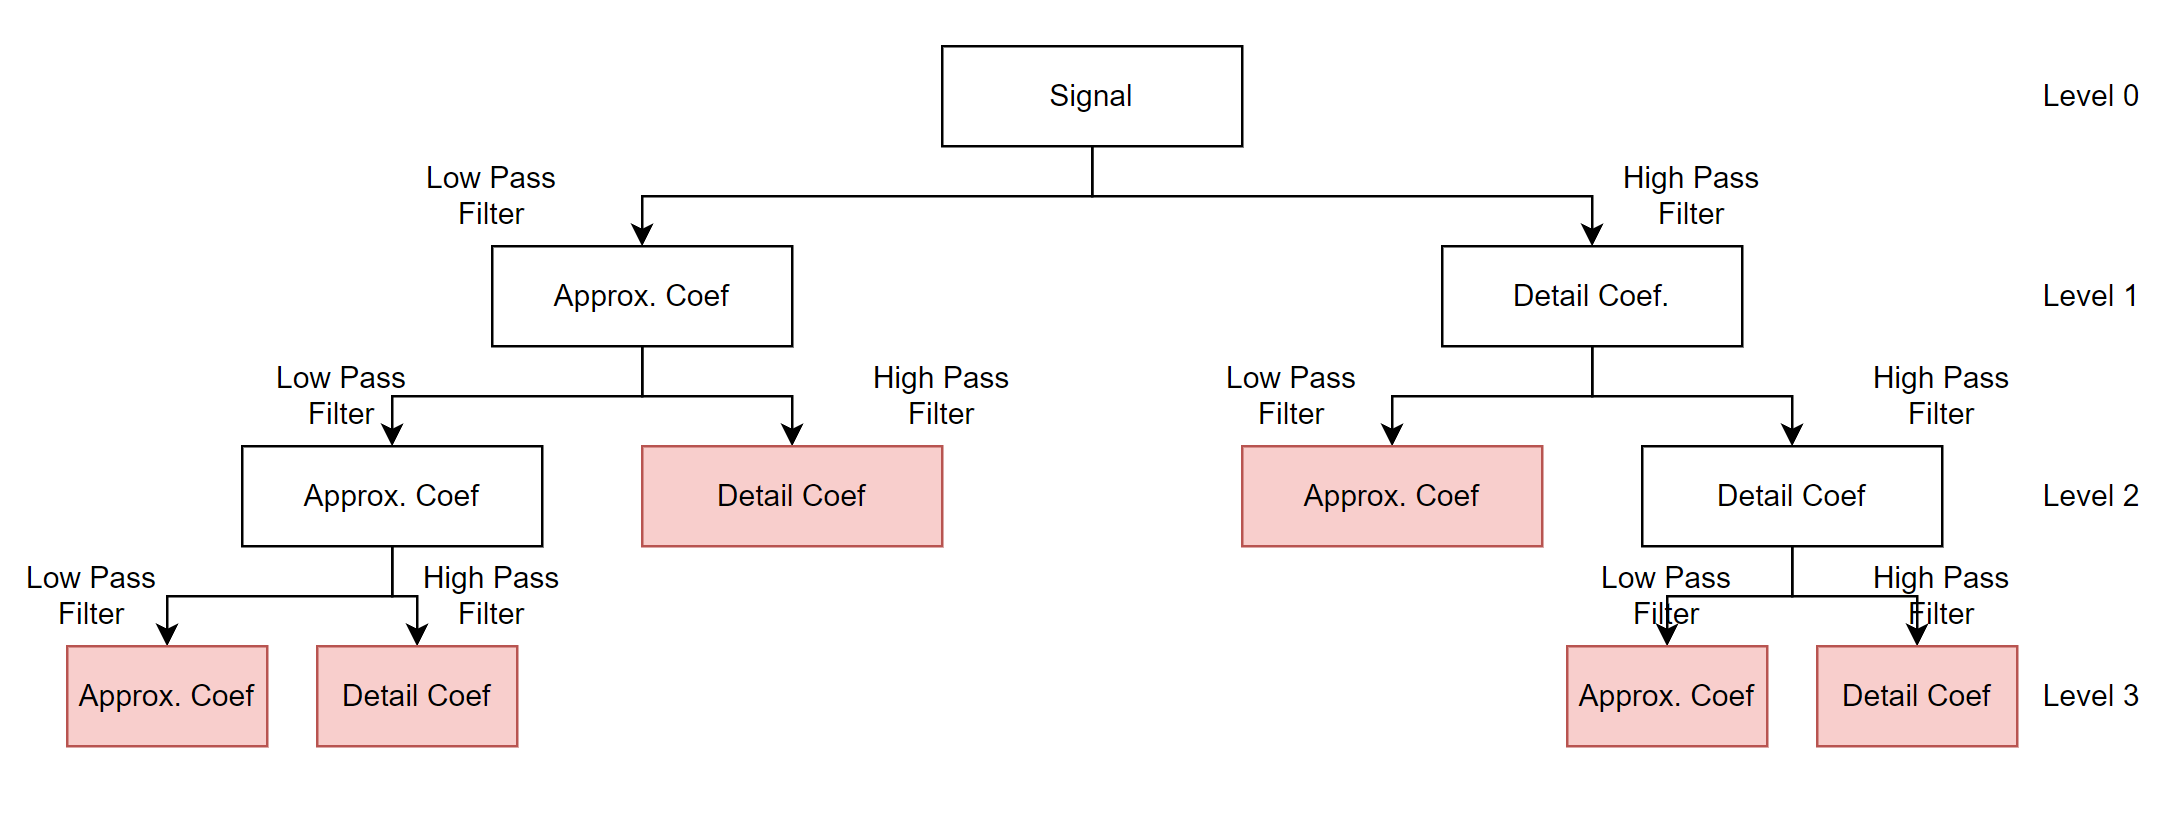 Signal
Level 0
Low Pass
Filter
High Pass
Filter
Approx. Coef
Detail Coef.
Level 1
Low Pass
Filter
High Pass
Filter
Low Pass
Filter
High Pass
Filter
Approx. Coef
Detail Coef
Approx. Coef
Detail Coef
Level 2
Low Pass
Filter
High Pass
Filter
Low Pass
Filter
High Pass
Filter
Approx. Coef
Detail Coef
Approx. Coef
Detail Coef
Level 3